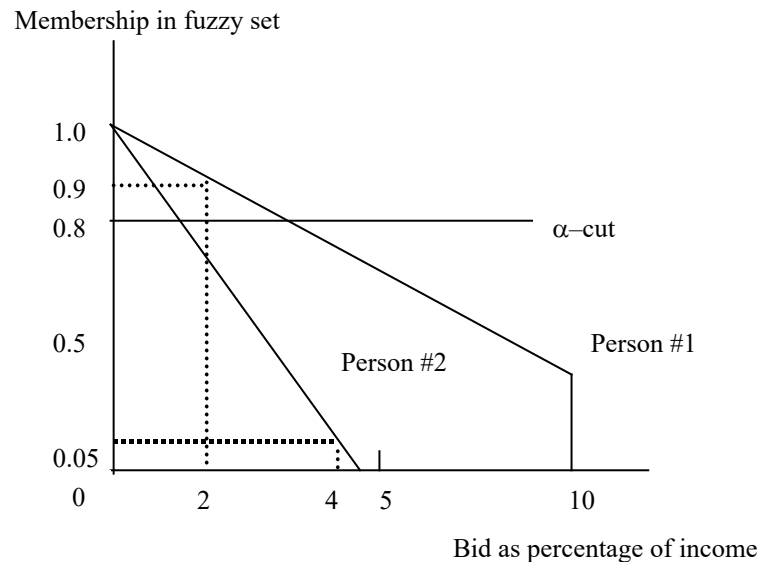 Membership in fuzzy set
1.0
0.9
0.8
α–cut
0.5
Person #1
Person #2
0.05
0 2 4 5 10
Bid as percentage of income